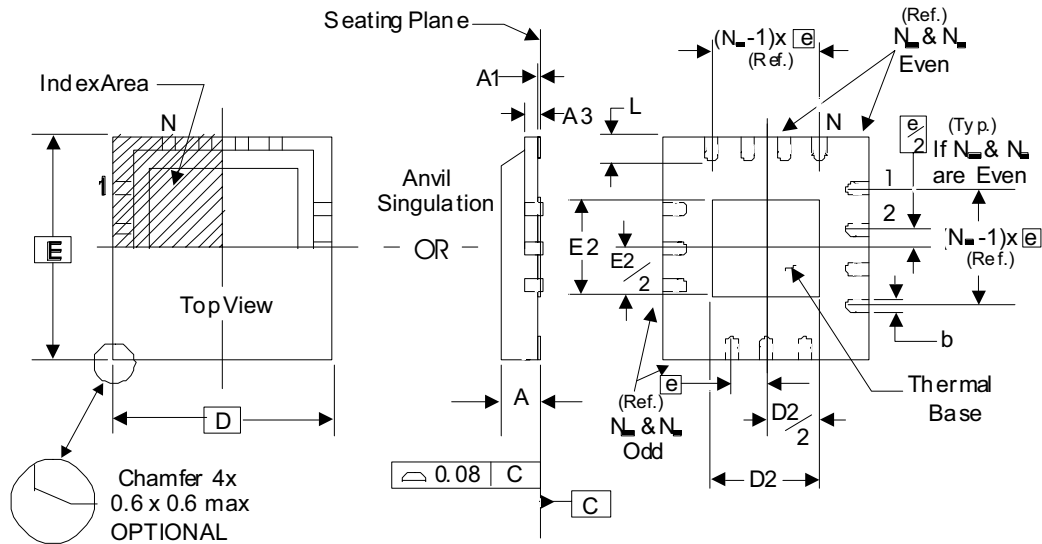 Seating Plane
(Ref.)
(N -1)x e
(Ref.)
N & N
Even
Index Area
A1
A3
L
N
N
e/2
(Typ.)
If N & N
are Even
1
1
2
Anvil
Singulation
OR
E
E2
E2/2
(N -1)x e
(Ref.)
Top View
b
A
e
(Ref.)
N & N
Odd
D2/2
Thermal
Base
D
D2
0.08 C
C
Chamfer 4x
0.6 x 0.6 max
OPTIONAL